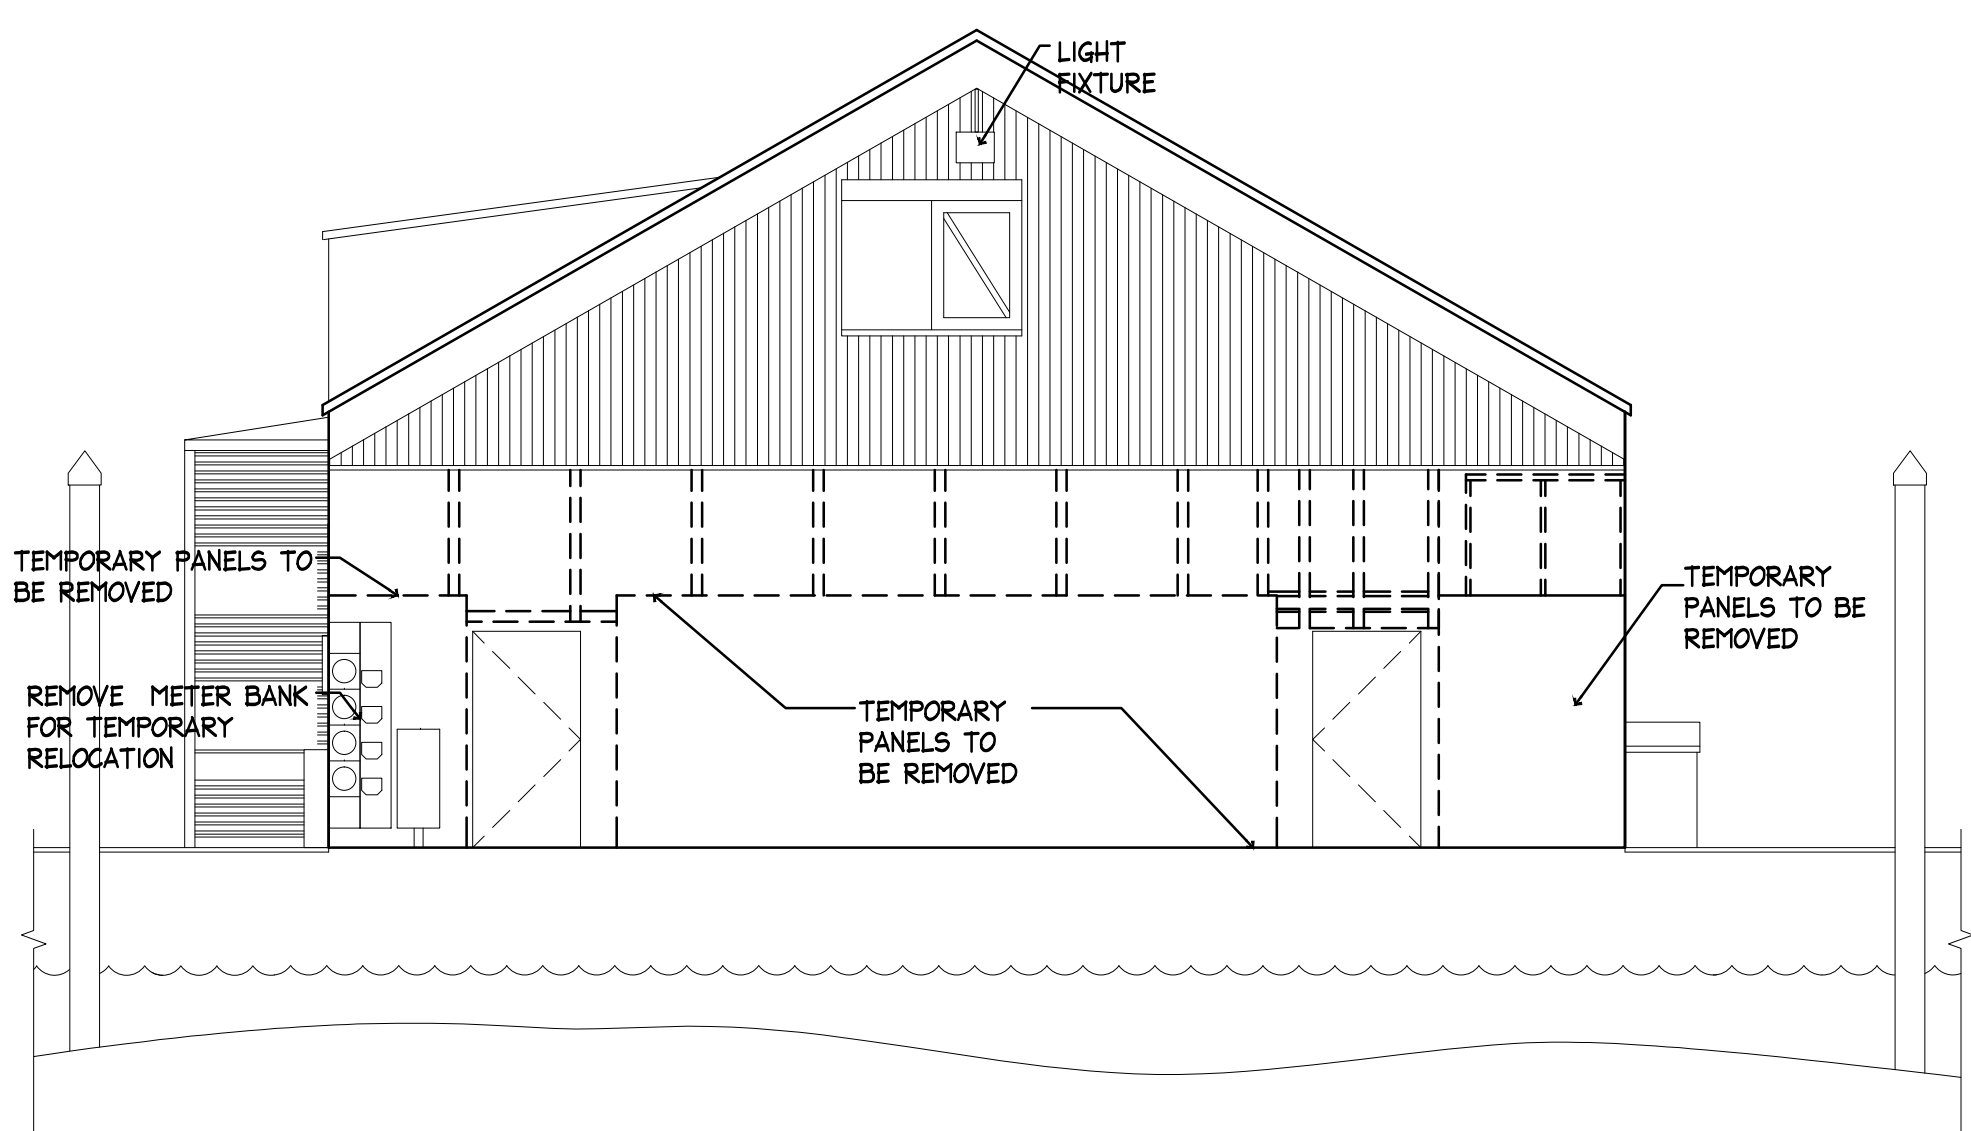 LIGHT
FIXTURE
TEMPORARY PANELS TO
BE REMOVED
TEMPORARY
PANELS TO BE
REMOVED
REMOVE METER BANK
FOR TEMPORARY
RELOCATION
TEMPORARY
PANELS TO
BE REMOVED